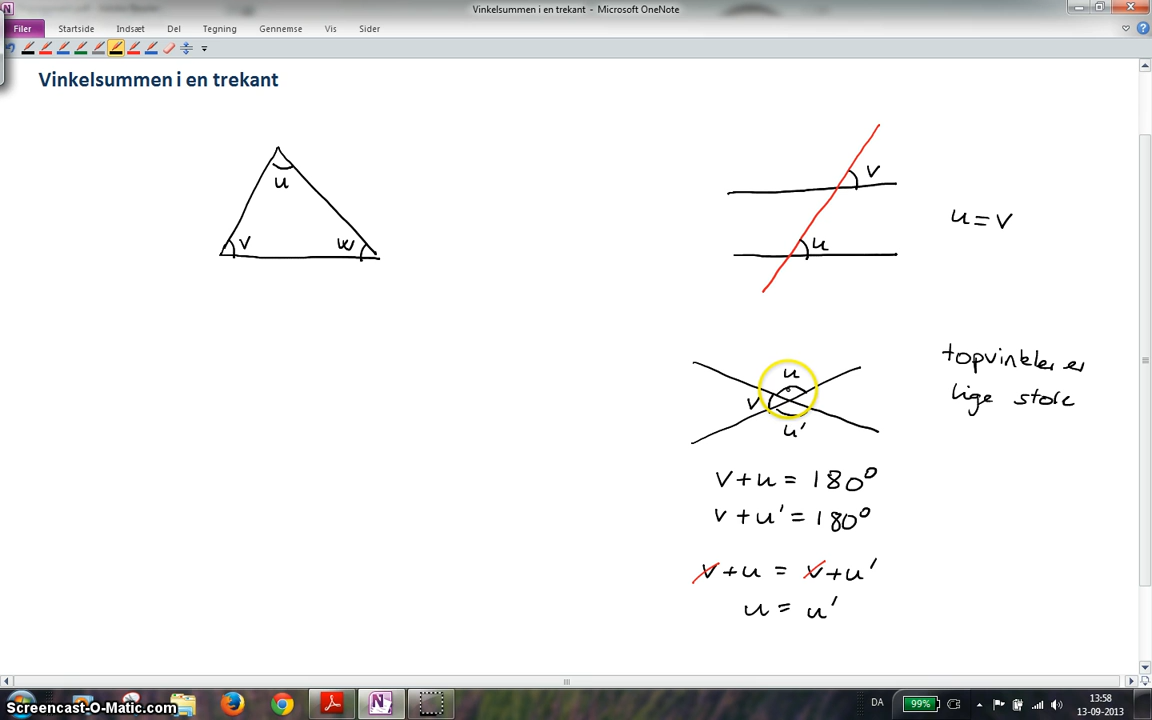 Vinkelsummen i en trekant - Microsoft OneNote
Filer Startside Indsæt Del Tegning Gennemse Vis Sider
Vinkelsummen i en trekant
u
v
w
v
u
u = v
u
v
u'
topvinkler er
lige store
v + u = 180°
v + u' = 180°
v + u = v + u'
u = u'
Screencast-O-Matic.com
DA
99%
13:58
13-09-2013